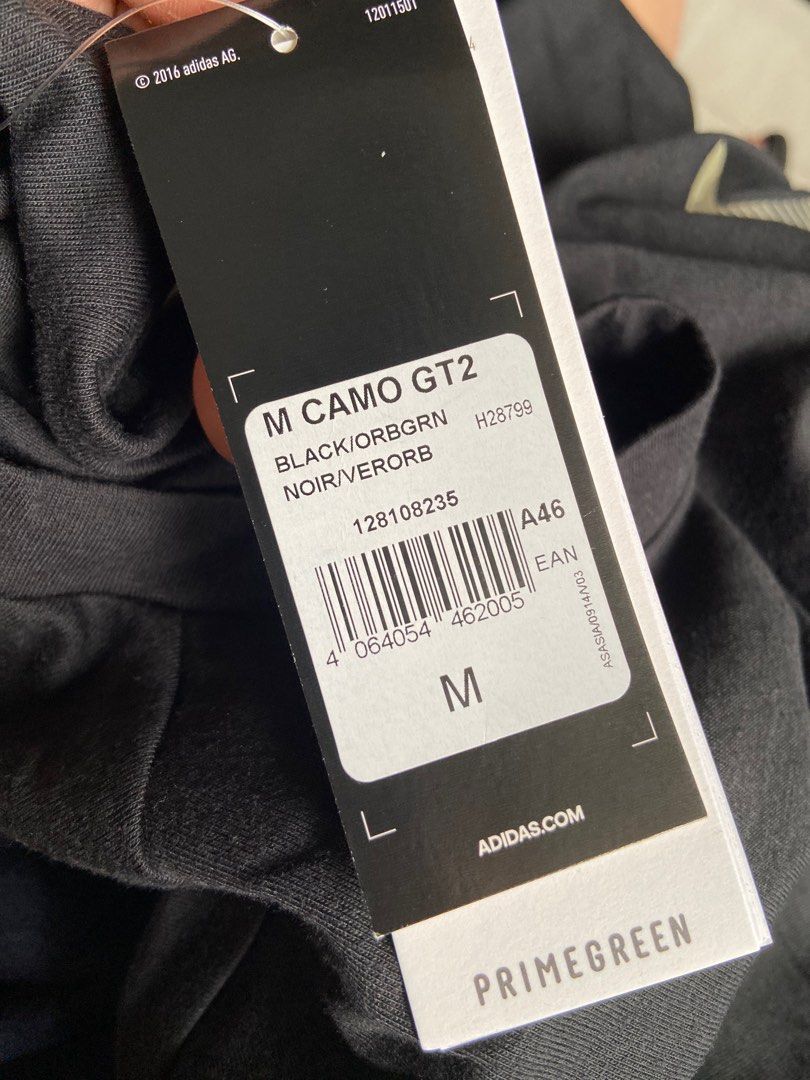 12011501
© 2016 adidas AG.
M CAMO GT2
BLACK/ORBGRN H28799
NOIR/VERORB
128108235
A46
EAN
4 064054 462005
ASASIA/0914/V03
M
ADIDAS.COM
PRIMEGREEN